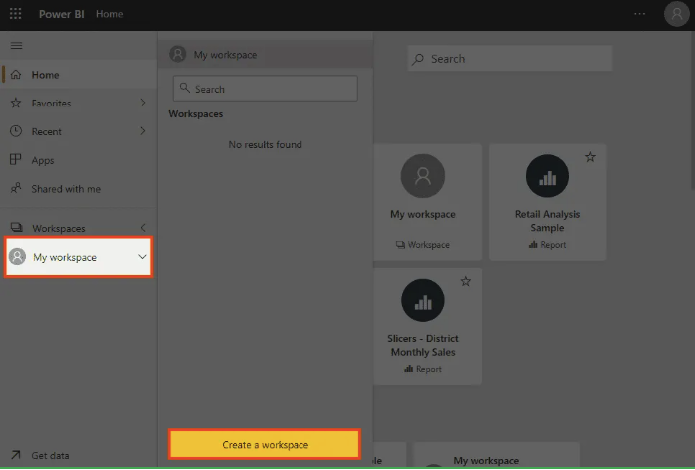 Power BI Home
My workspace
Search
Search
Home
Favorites
Recent
Apps
Shared with me
Workspaces
My workspace
Get data
Workspaces
No results found
Create a workspace
My workspace
Workspace
Retail Analysis
Sample
Report
Slicers - District
Monthly Sales
Report
My workspace